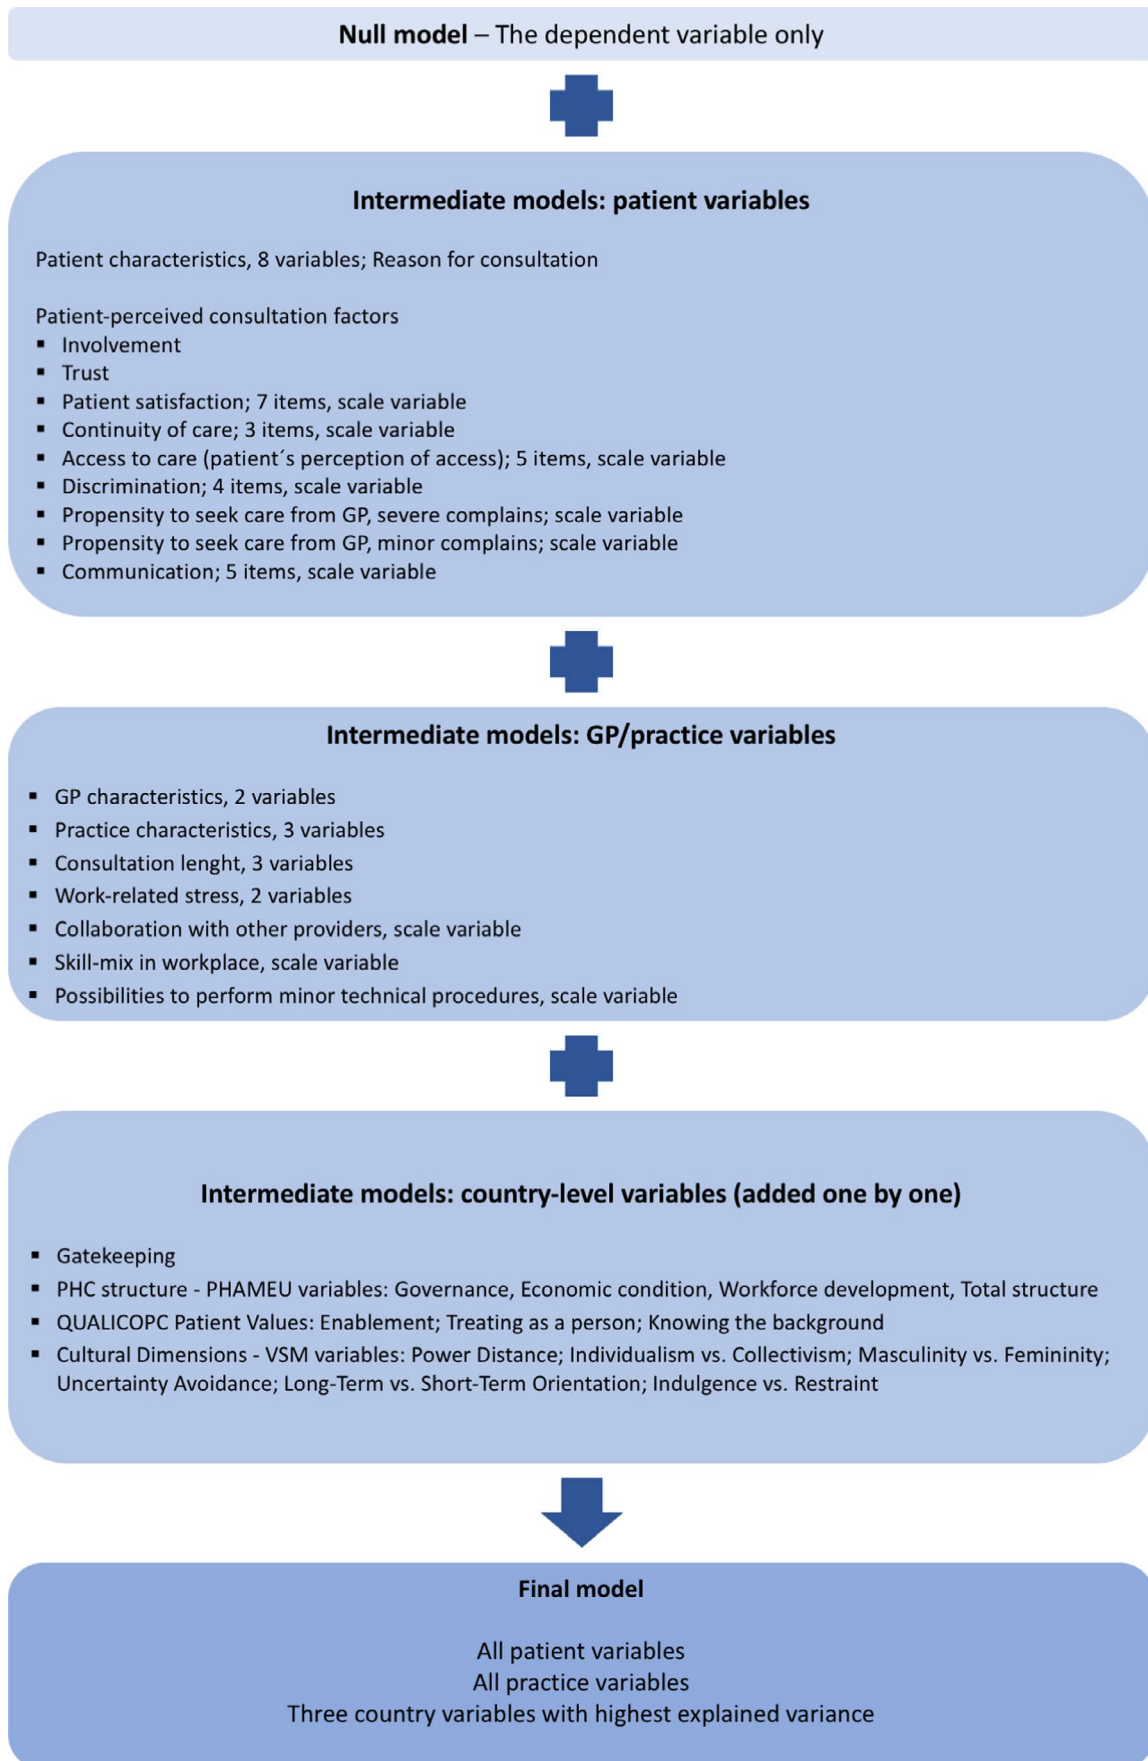 Null model – The dependent variable only
Intermediate models: patient variables
Patient characteristics, 8 variables; Reason for consultation
Patient-perceived consultation factors
▪ Involvement
▪ Trust
▪ Patient satisfaction; 7 items, scale variable
▪ Continuity of care; 3 items, scale variable
▪ Access to care (patient´s perception of access); 5 items, scale variable
▪ Discrimination; 4 items, scale variable
▪ Propensity to seek care from GP, severe complains; scale variable
▪ Propensity to seek care from GP, minor complains; scale variable
▪ Communication; 5 items, scale variable
Intermediate models: GP/practice variables
▪ GP characteristics, 2 variables
▪ Practice characteristics, 3 variables
▪ Consultation lenght, 3 variables
▪ Work-related stress, 2 variables
▪ Collaboration with other providers, scale variable
▪ Skill-mix in workplace, scale variable
▪ Possibilities to perform minor technical procedures, scale variable
Intermediate models: country-level variables (added one by one)
▪ Gatekeeping
▪ PHC structure - PHAMEU variables: Governance, Economic condition, Workforce development, Total structure
▪ QUALICOPC Patient Values: Enablement; Treating as a person; Knowing the background
▪ Cultural Dimensions - VSM variables: Power Distance; Individualism vs. Collectivism; Masculinity vs. Femininity;
Uncertainty Avoidance; Long-Term vs. Short-Term Orientation; Indulgence vs. Restraint
Final model
All patient variables
All practice variables
Three country variables with highest explained variance